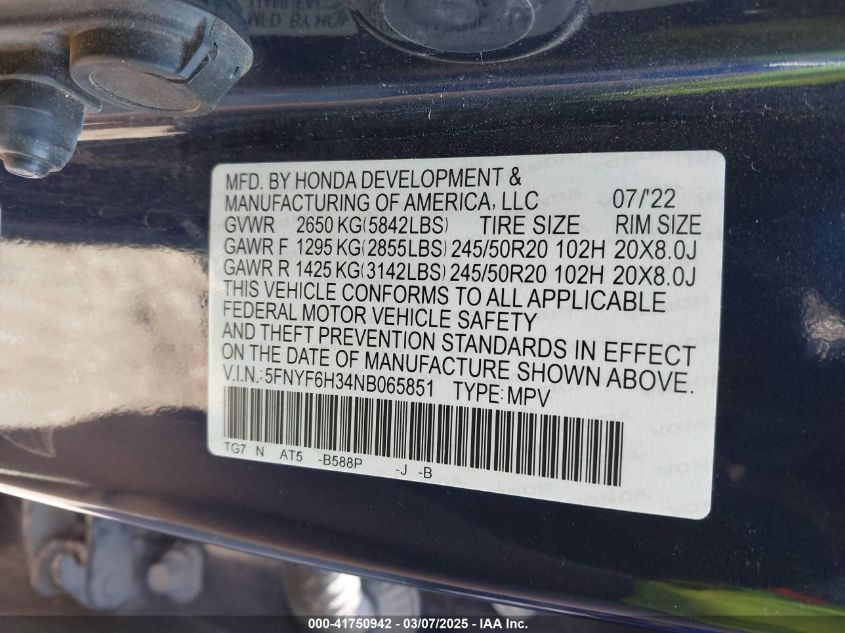 MFD. BY HONDA DEVELOPMENT &
MANUFACTURING OF AMERICA, LLC 07/'22
GVWR 2650 KG(5842LBS) TIRE SIZE RIM SIZE
GAWR F 1295 KG(2855LBS) 245/50R20 102H 20X8.0J
GAWR R 1425 KG(3142LBS) 245/50R20 102H 20X8.0J
THIS VEHICLE CONFORMS TO ALL APPLICABLE
FEDERAL MOTOR VEHICLE SAFETY
AND THEFT PREVENTION STANDARDS IN EFFECT
ON THE DATE OF MANUFACTURE SHOWN ABOVE.
V.I.N.:5FNYF6H34NB065851 TYPE:MPV
TG7 N AT5 -B588P -J -B
000-41750942 - 03/07/2025 - IAA Inc.